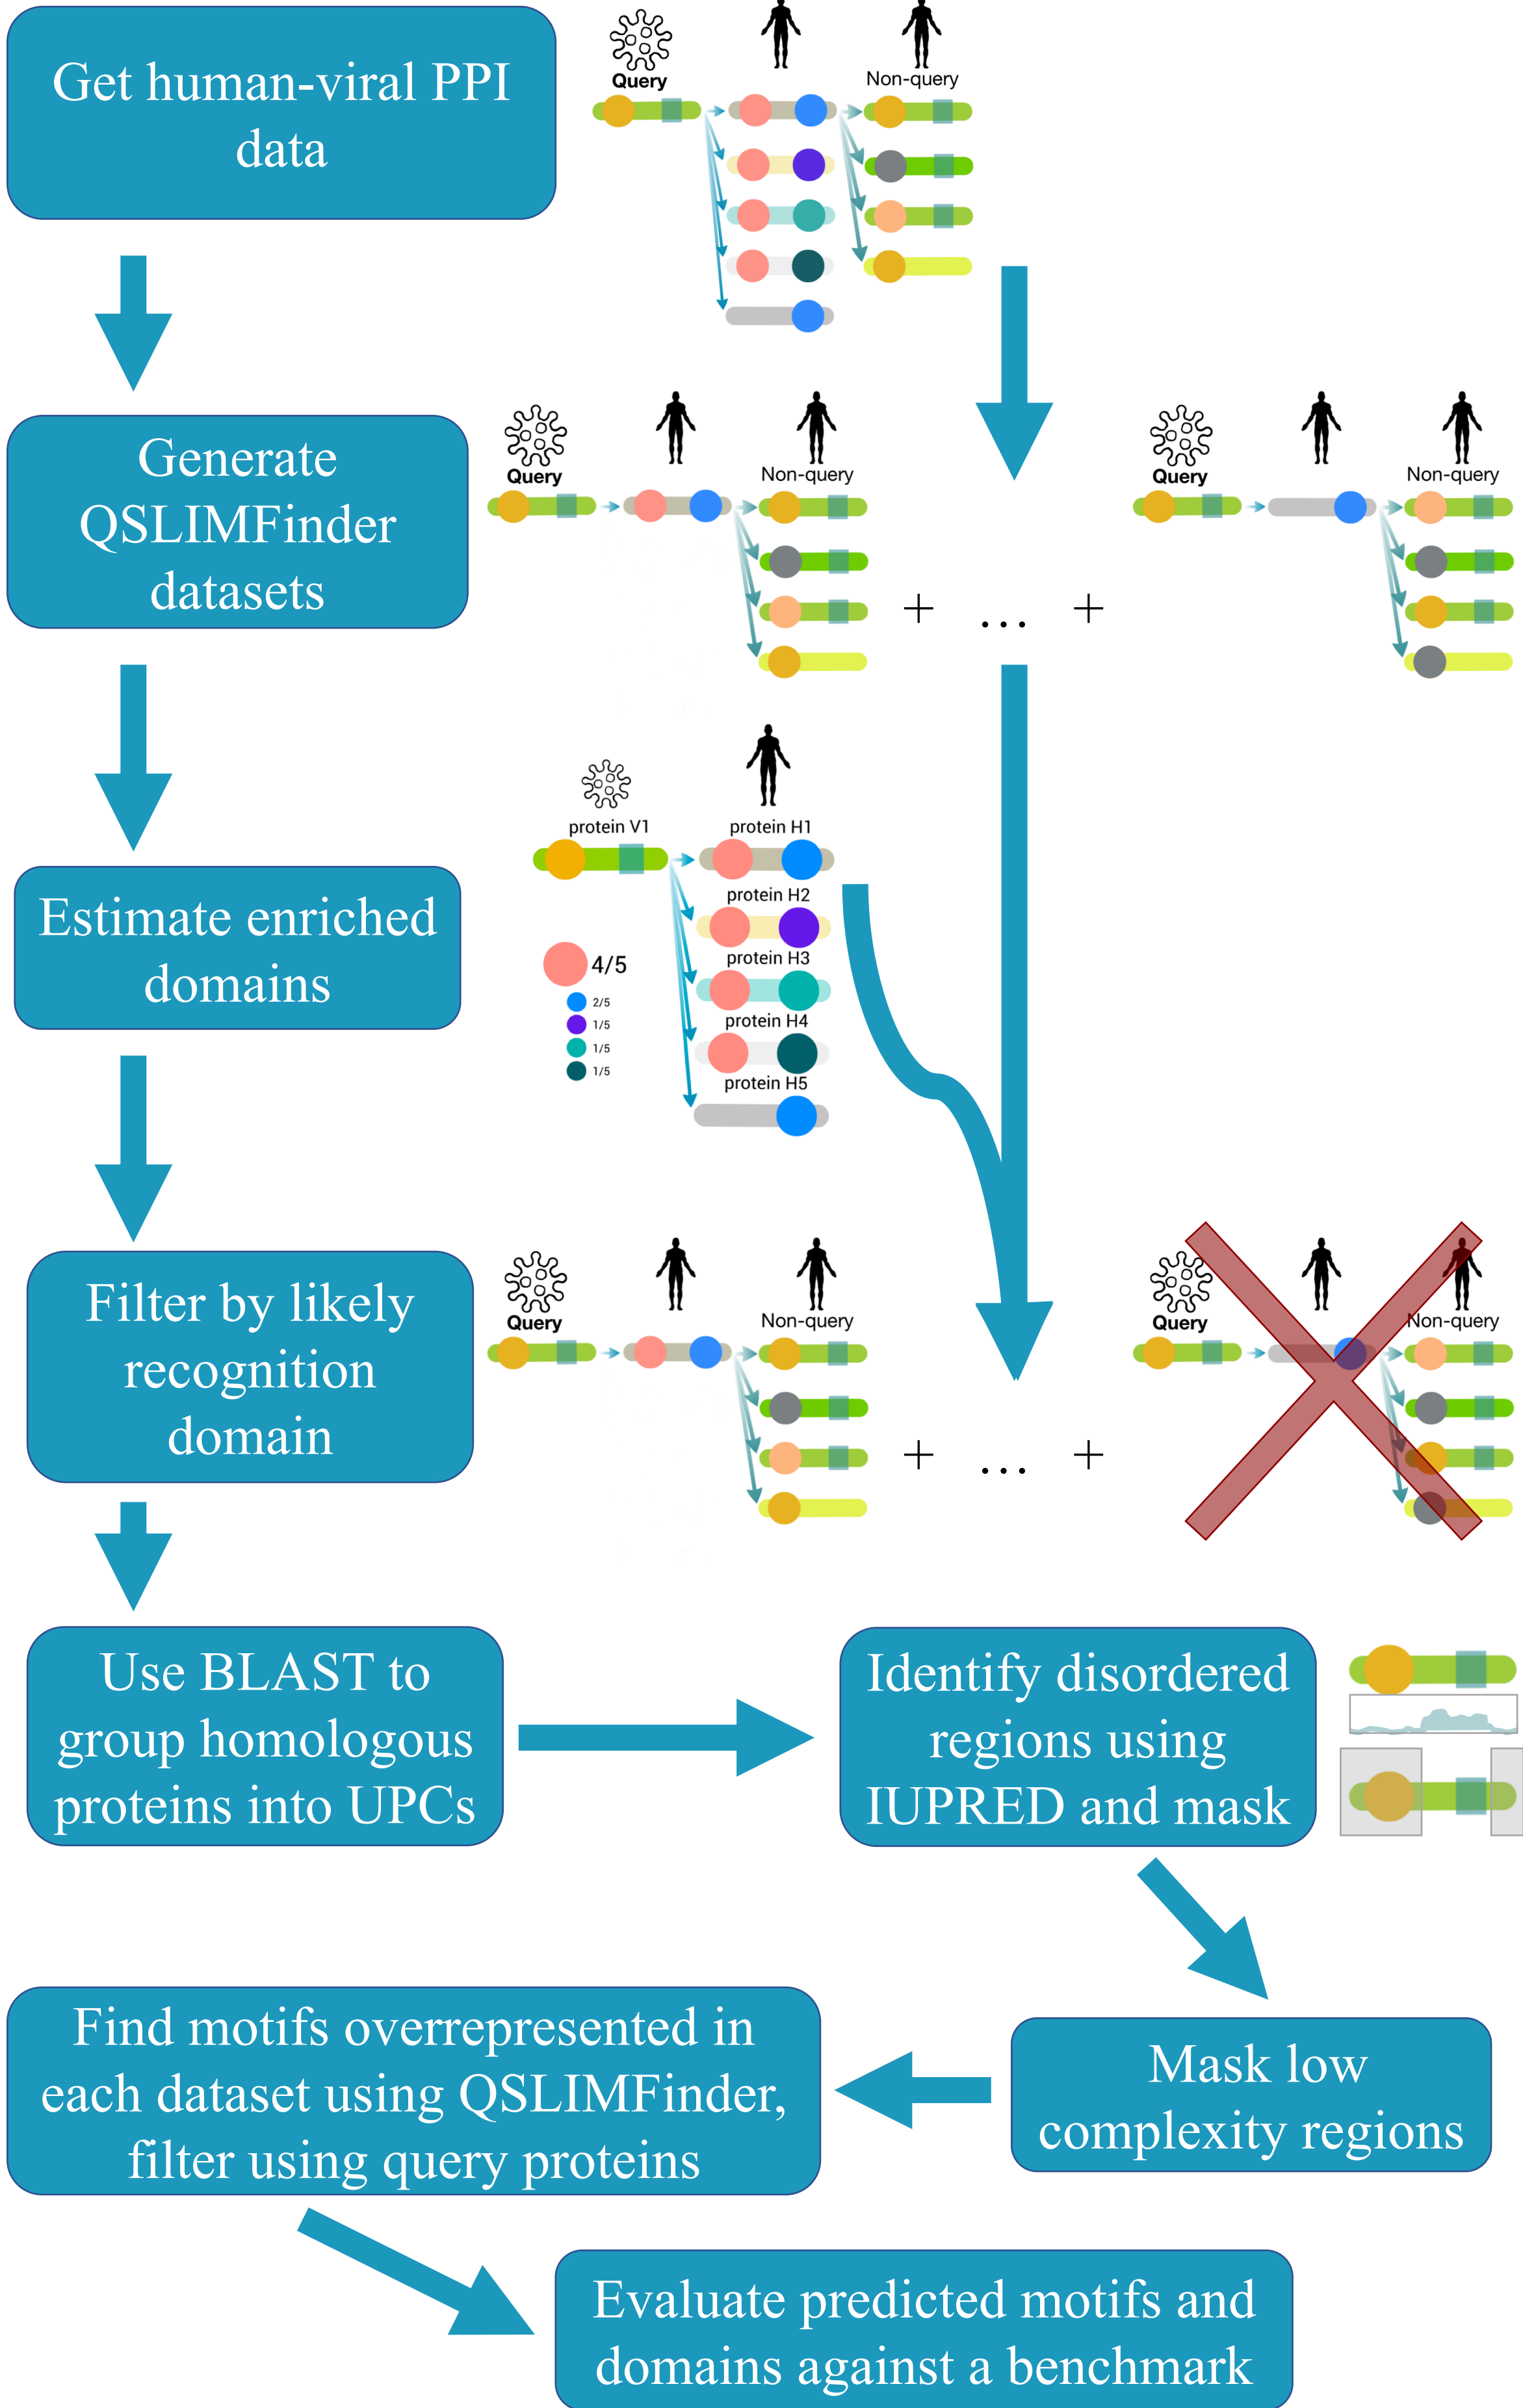 Get human-viral PPI
data
Query
Non-query
Generate
QSLIMFinder
datasets
Query
Non-query
+ ... +
Query
Non-query
Estimate enriched
domains
protein V1
protein H1
protein H2
protein H3
protein H4
protein H5
4/5
2/5
1/5
1/5
1/5
Filter by likely
recognition
domain
Query
Non-query
+ ... +
Query
Non-query
Use BLAST to
group homologous
proteins into UPCs
Identify disordered
regions using
IUPRED and mask
Mask low
complexity regions
Find motifs overrepresented in
each dataset using QSLIMFinder,
filter using query proteins
Evaluate predicted motifs and
domains against a benchmark